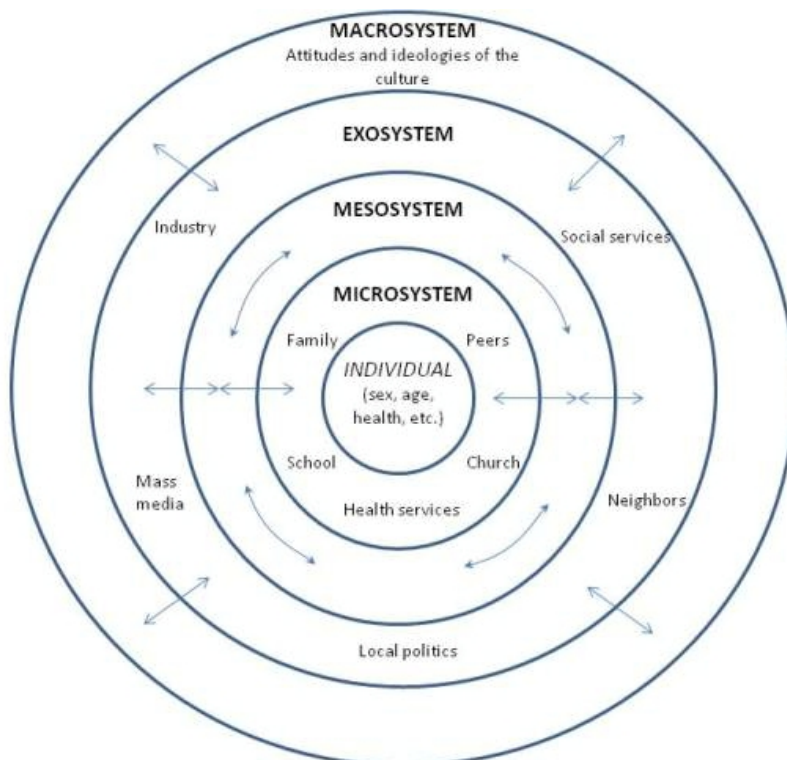 MACROSYSTEM
Attitudes and ideologies of the
culture
EXOSYSTEM
MESOSYSTEM
Industry
Social services
MICROSYSTEM
Family
Peers
INDIVIDUAL
(sex, age,
health, etc.)
School
Church
Mass
media
Health services
Neighbors
Local politics